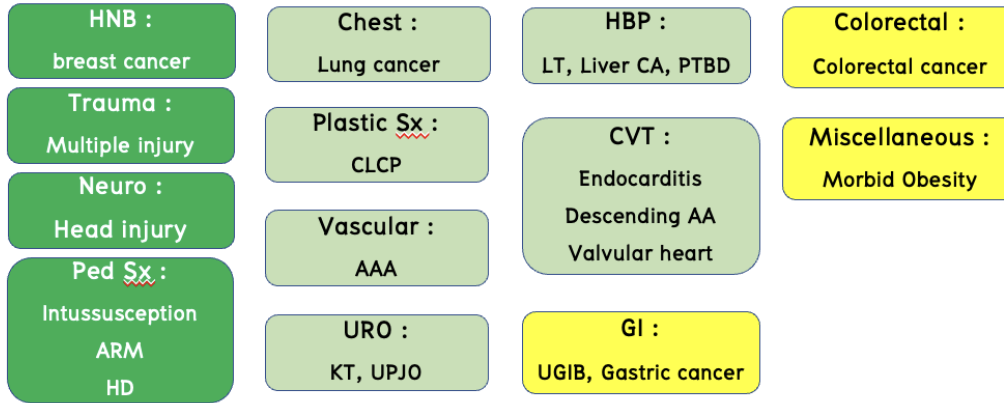 HNB :
breast cancer
Trauma :
Multiple injury
Neuro :
Head injury
Ped Sx :
Intussusception
ARM
HD
Chest :
Lung cancer
Plastic Sx :
CLCP
Vascular :
AAA
URO :
KT, UPJO
HBP :
LT, Liver CA, PTBD
CVT :
Endocarditis
Descending AA
Valvular heart
GI :
UGIB, Gastric cancer
Colorectal :
Colorectal cancer
Miscellaneous :
Morbid Obesity